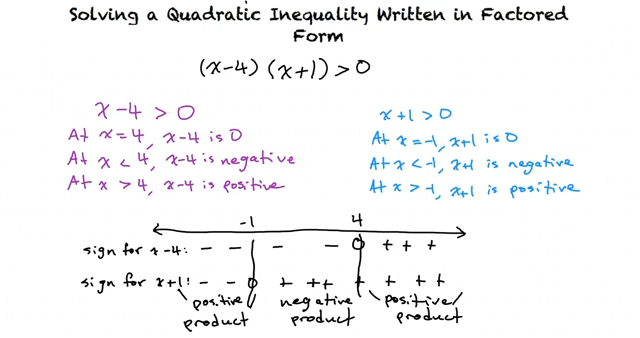 Solving a Quadratic Inequality Written in Factored
Form
(x-4) (x+1) > 0
x-4 > 0
At x=4, x-4 is 0
At x < 4, x-4 is negative
At x > 4, x-4 is positive
x+1 > 0
At x=-1, x+1 is 0
At x<-1, x+1 is negative
At x>-1, x+1 is positive
-1 4
sign for x-4: - - - - 0 + + +
sign for x+1: - - 0 + ++ + + + +
positive negative positive
product product product